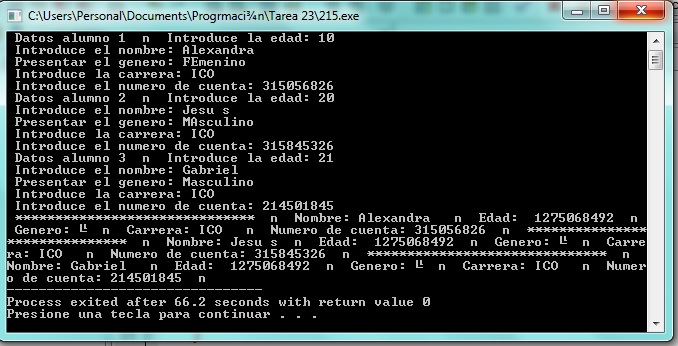 C:\Users\Personal\Documents\Progrmaci¾n\Tarea 23\215.exe
Datos alumno 1  n  Introduce la edad: 10
Introduce el nombre: Alexandra
Presentar el genero: FEmenino
Introduce la carrera: ICO
Introduce el numero de cuenta: 315056826
Datos alumno 2  n  Introduce la edad: 20
Introduce el nombre: Jesu s
Presentar el genero: MAsculino
Introduce la carrera: ICO
Introduce el numero de cuenta: 315845326
Datos alumno 3  n  Introduce la edad: 21
Introduce el nombre: Gabriel
Presentar el genero: Masculino
Introduce la carrera: ICO
Introduce el numero de cuenta: 214501845
******************************  n  Nombre: Alexandra   n  Edad:  1275068492  n
Genero: ╙  n  Carrera: ICO   n  Numero de cuenta: 315056826  n  ***************
***************  n  Nombre: Jesu s  n  Edad:  1275068492  n  Genero: ╙  n  Carre
ra: ICO   n  Numero de cuenta: 315845326  n  ******************************  n
Nombre: Gabriel   n  Edad:  1275068492  n  Genero: ╙  n  Carrera: ICO   n  Numer
o de cuenta: 214501845  n
--------------------------------
Process exited after 66.2 seconds with return value 0
Presione una tecla para continuar . . .